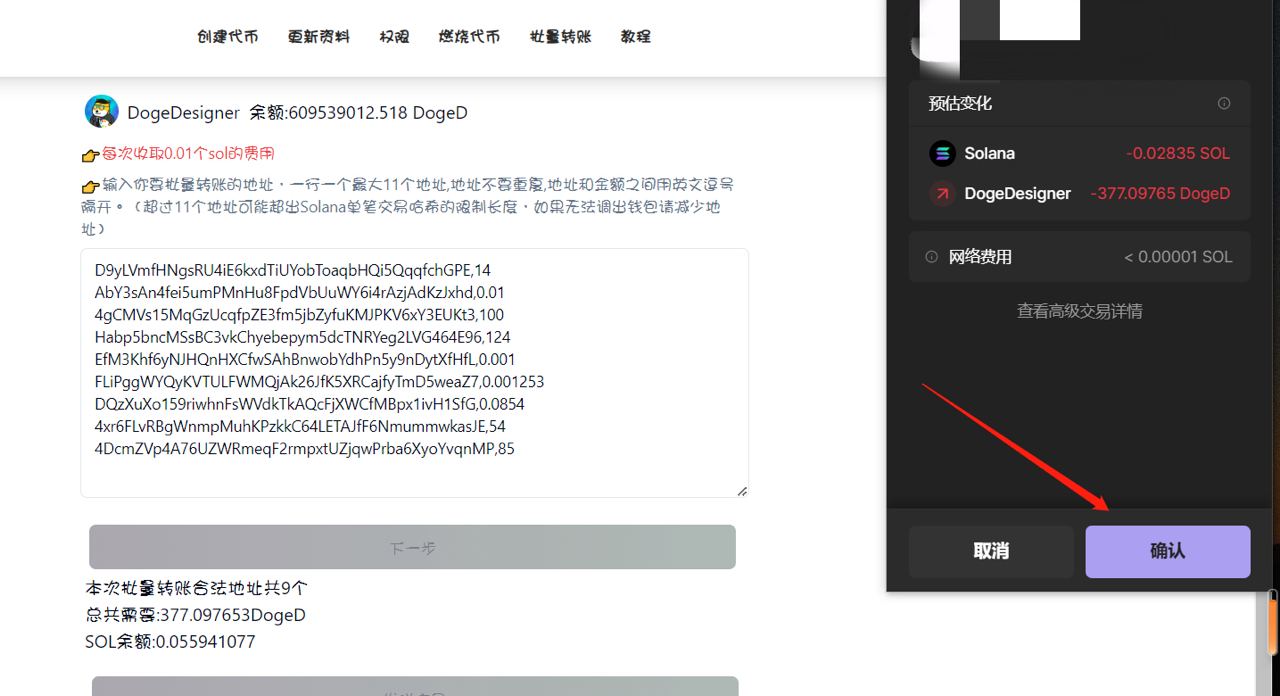 创建代币 更新资料 权限 燃烧代币 批量转账 教程
DogeDesigner 余额:609539012.518 DogeD
👉每次收取0.01个sol的费用
👉输入你要批量转账的地址，一行一个最大11个地址,地址不要重复,地址和金额之间用英文逗号
隔开。（超过11个地址可能超出Solana单笔交易哈希的限制长度，如果无法调出钱包请减少地
址）
D9yLVmfHNgsRU4iE6kxdTiUYobToaqbHQi5QqqfchGPE,14
AbY3sAn4fei5umPMnHu8FpdVbUuWY6i4rAzjAdKzJxhd,0.01
4gCMVs15MqGzUcqfpZE3fm5jbZyfuKMJPKV6xY3EUKt3,100
Habp5bncMSsBC3vkChyebepym5dcTNRYeg2LVG464E96,124
EfM3Khf6yNJHQnHXCfwSAhBnwobYdhPn5y9nDytXfHfL,0.001
FLiPggWYQyKVTULFWMQjAk26JfK5XRCajfyTmD5weaZ7,0.001253
DQzXuXo159riwhnFsWVdkTkAQcFjXWCfMBpx1ivH1SfG,0.0854
4xr6FLvRBgWnmpMuhKPzkkC64LETAJfF6NmummwkasJE,54
4DcmZVp4A76UZWRmeqF2rmpxtUZjqwPrba6XyoYvqnMP,85
下一步
本次批量转账合法地址共9个
总共需要:377.097653DogeD
SOL余额:0.055941077
预估变化
Solana -0.02835 SOL
DogeDesigner -377.09765 DogeD
网络费用 < 0.00001 SOL
查看高级交易详情
取消 确认